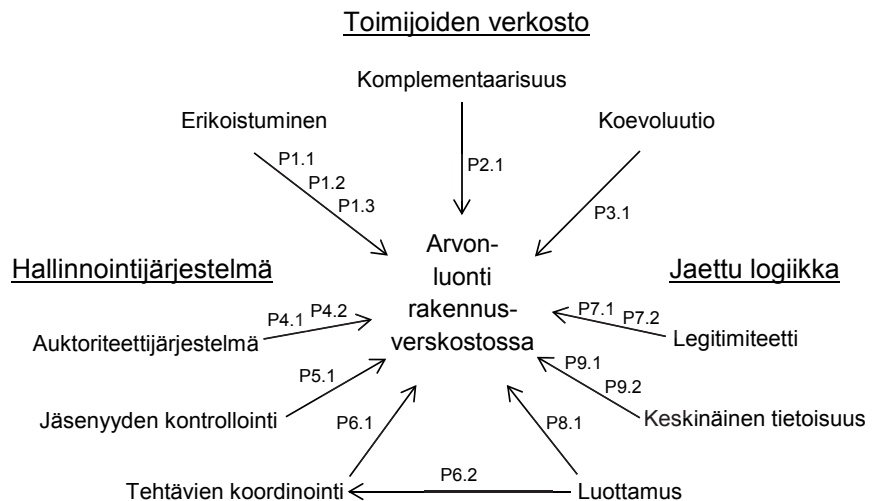 Toimijoiden verkosto
Komplementaarisuus
Erikoistuminen
Koevoluutio
P1.1
P1.2
P1.3
P2.1
P3.1
Arvon-
luonti
rakennus-
verskostossa
Hallinnointijärjestelmä
Jaettu logiikka
P4.1
P4.2
Auktoriteettijärjestelmä
P7.1
P7.2
Legitimiteetti
P5.1
Jäsenyyden kontrollointi
P9.1
P9.2
Keskinäinen tietoisuus
P6.1
P8.1
Tehtävien koordinointi
P6.2
Luottamus